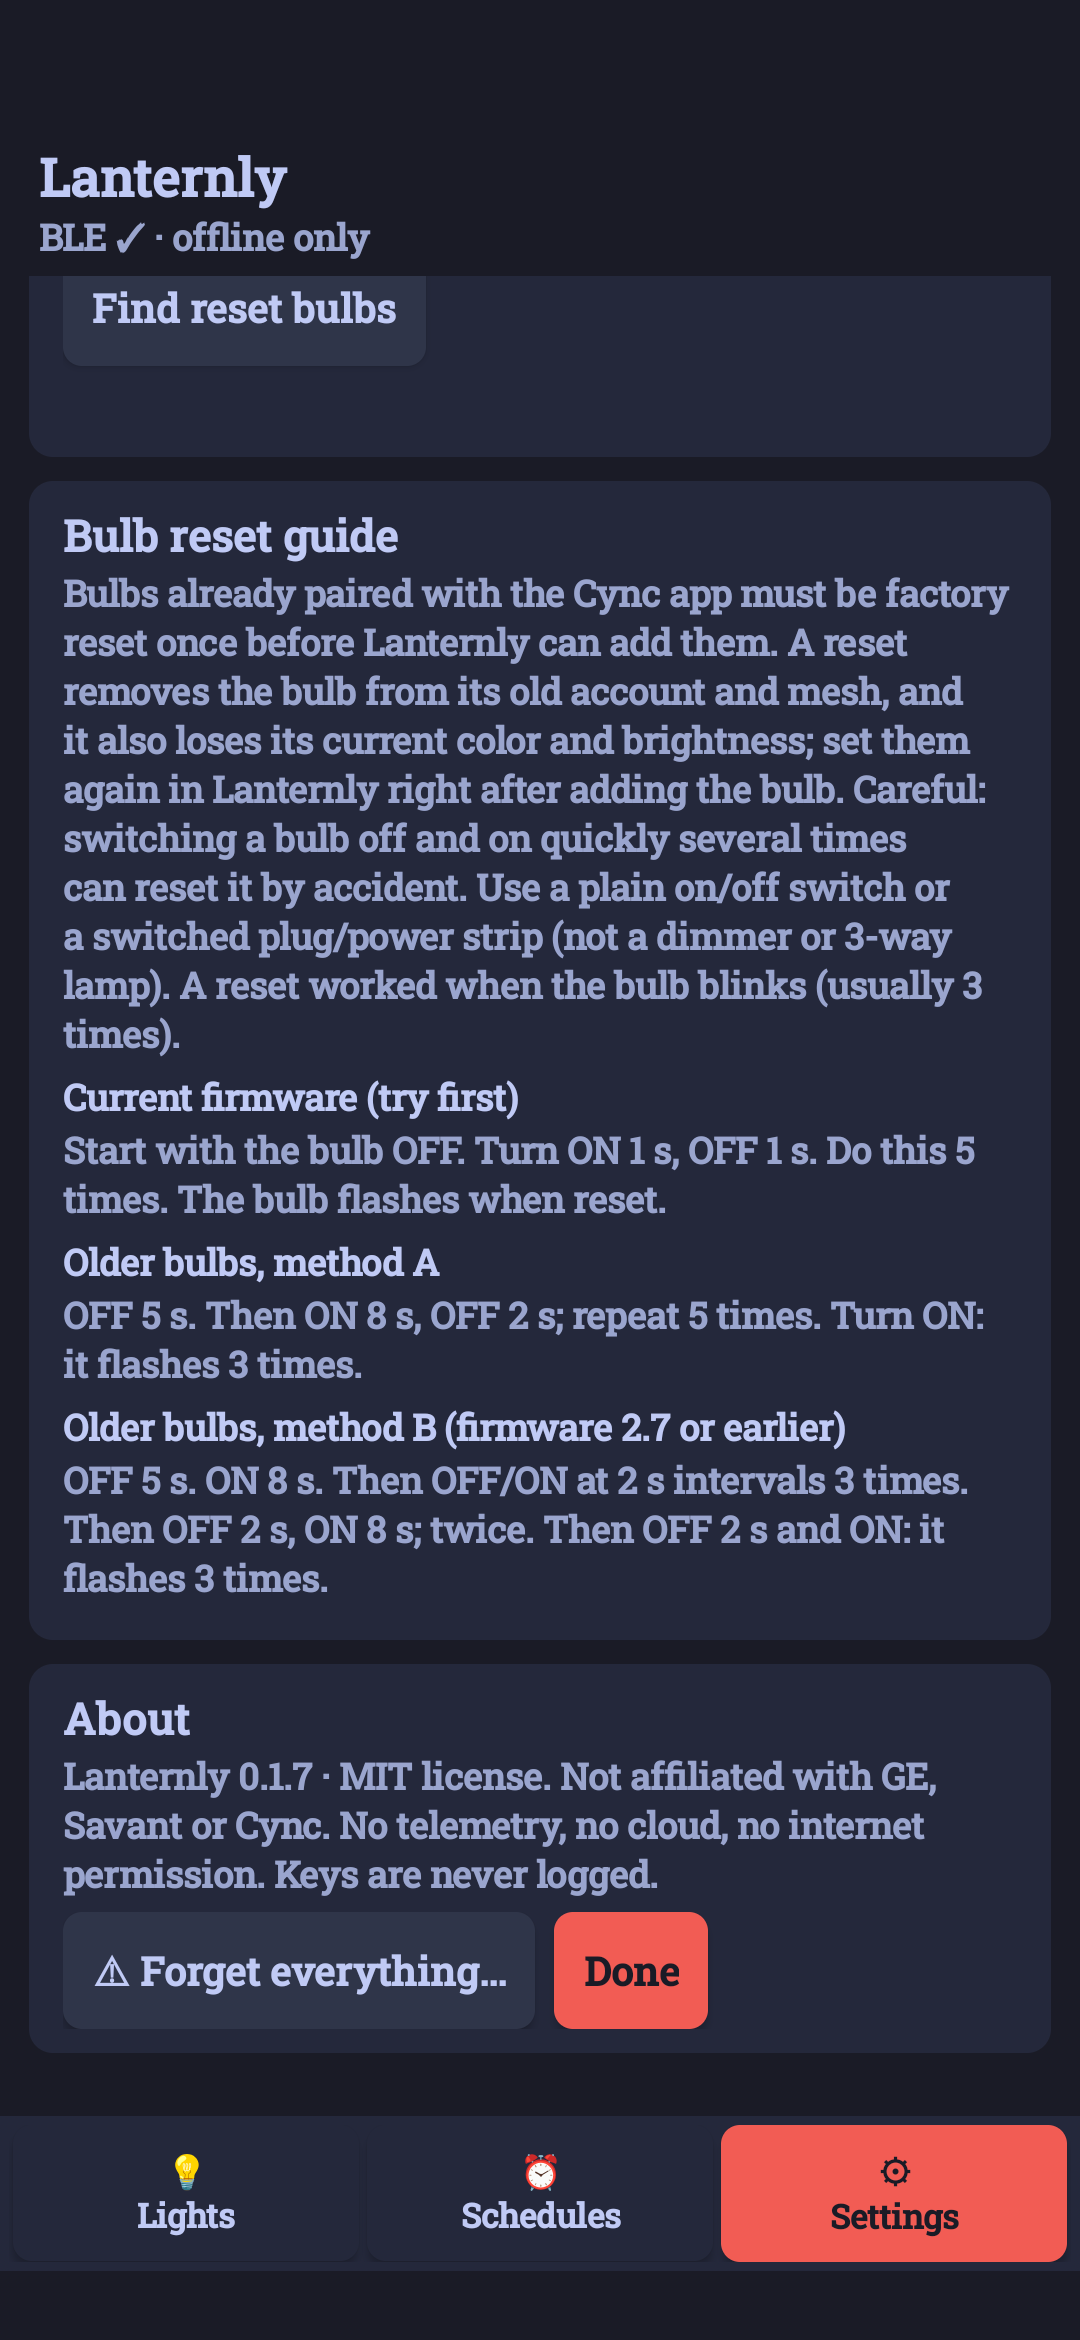 Lanternly
BLE ✓ · offline only
Find reset bulbs
Bulb reset guide
Bulbs already paired with the Cync app must be factory
reset once before Lanternly can add them. A reset
removes the bulb from its old account and mesh, and
it also loses its current color and brightness; set them
again in Lanternly right after adding the bulb. Careful:
switching a bulb off and on quickly several times
can reset it by accident. Use a plain on/off switch or
a switched plug/power strip (not a dimmer or 3-way
lamp). A reset worked when the bulb blinks (usually 3
times).
Current firmware (try first)
Start with the bulb OFF. Turn ON 1 s, OFF 1 s. Do this 5
times. The bulb flashes when reset.
Older bulbs, method A
OFF 5 s. Then ON 8 s, OFF 2 s; repeat 5 times. Turn ON:
it flashes 3 times.
Older bulbs, method B (firmware 2.7 or earlier)
OFF 5 s. ON 8 s. Then OFF/ON at 2 s intervals 3 times.
Then OFF 2 s, ON 8 s; twice. Then OFF 2 s and ON: it
flashes 3 times.
About
Lanternly 0.1.7 · MIT license. Not affiliated with GE,
Savant or Cync. No telemetry, no cloud, no internet
permission. Keys are never logged.
⚠ Forget everything... Done
Lights Schedules Settings